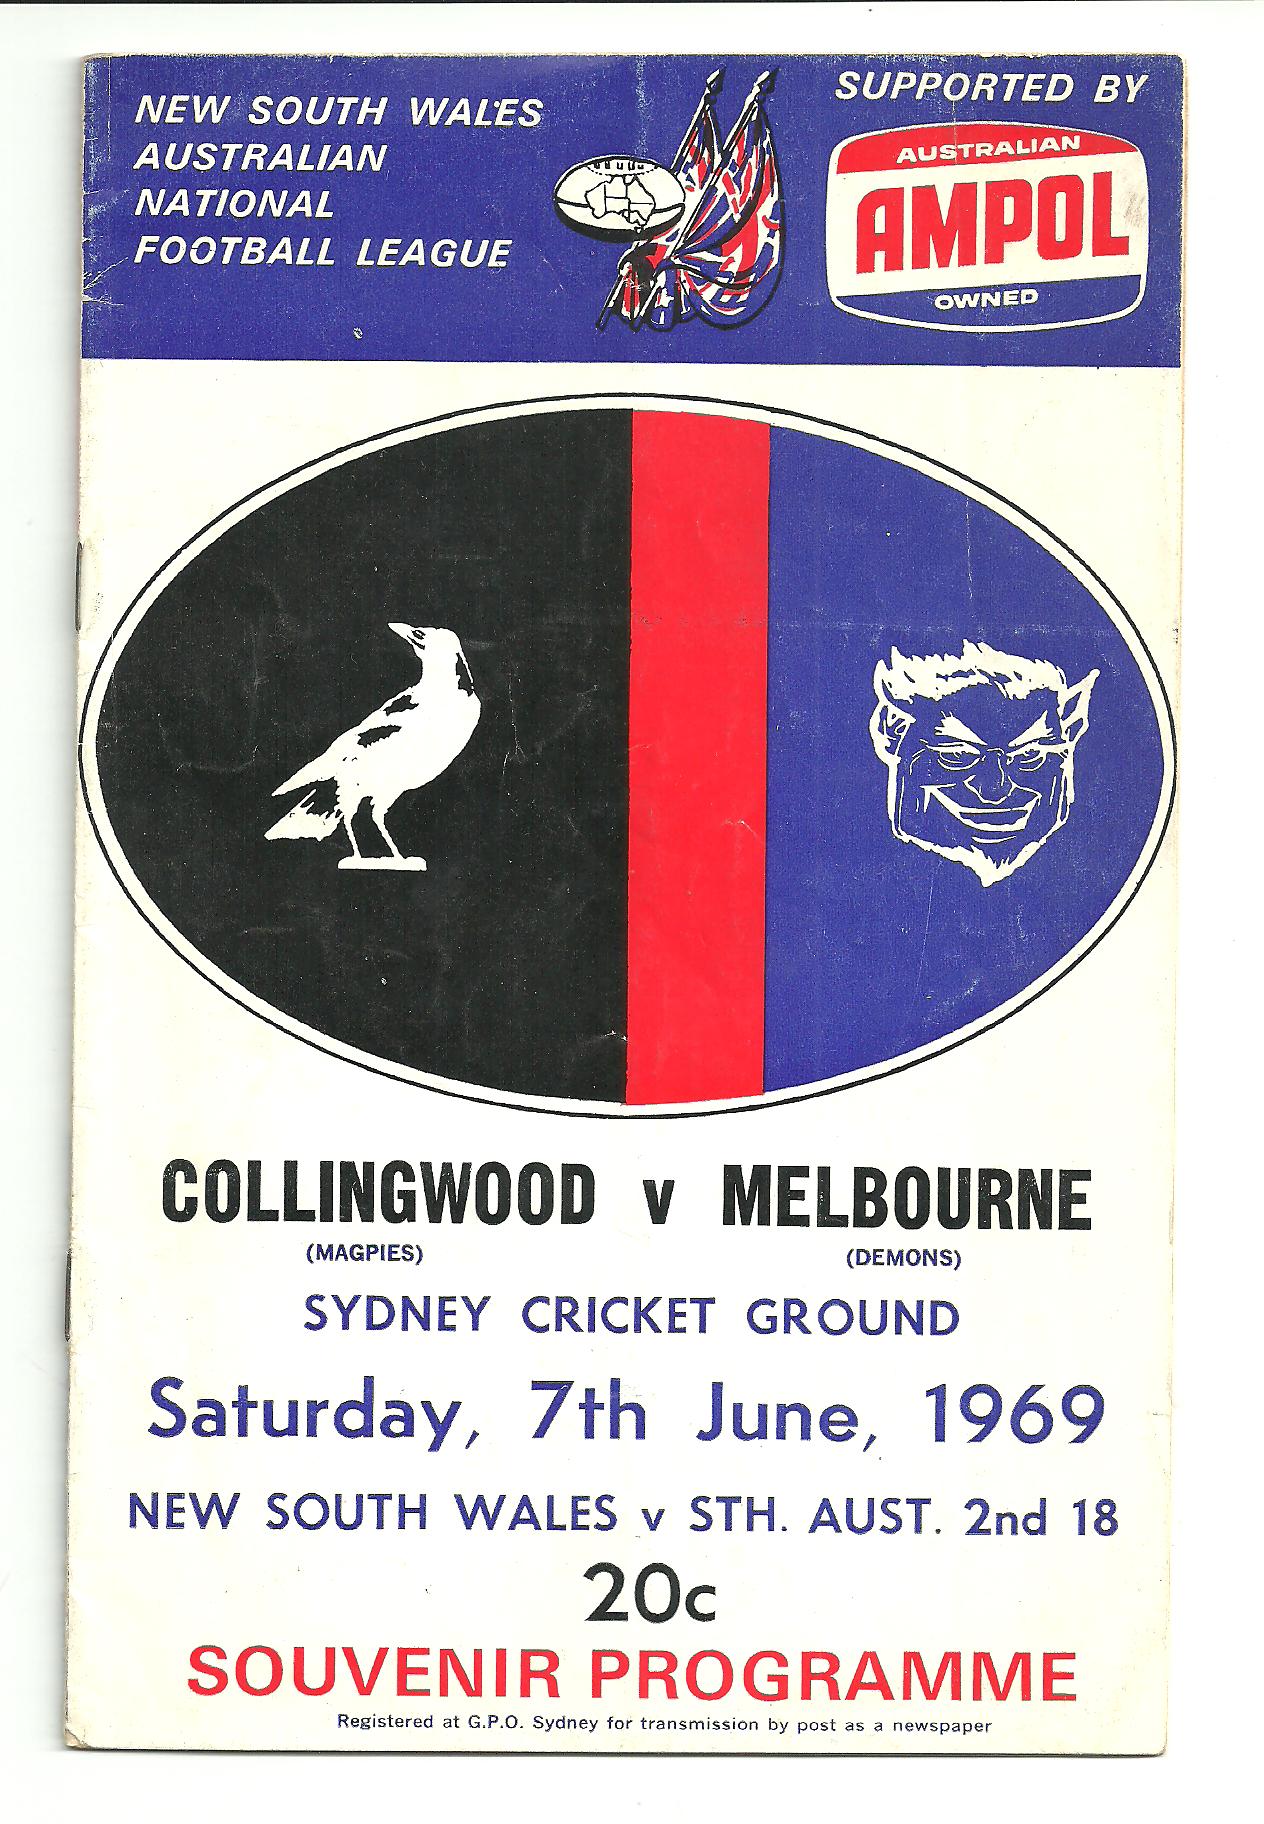 NEW SOUTH WALES
AUSTRALIAN
NATIONAL
FOOTBALL LEAGUE
SUPPORTED BY
AUSTRALIAN
AMPOL
OWNED
COLLINGWOOD v MELBOURNE
(MAGPIES) (DEMONS)
SYDNEY CRICKET GROUND
Saturday, 7th June, 1969
NEW SOUTH WALES v STH. AUST. 2nd 18
20c
SOUVENIR PROGRAMME
Registered at G.P.O. Sydney for transmission by post as a newspaper